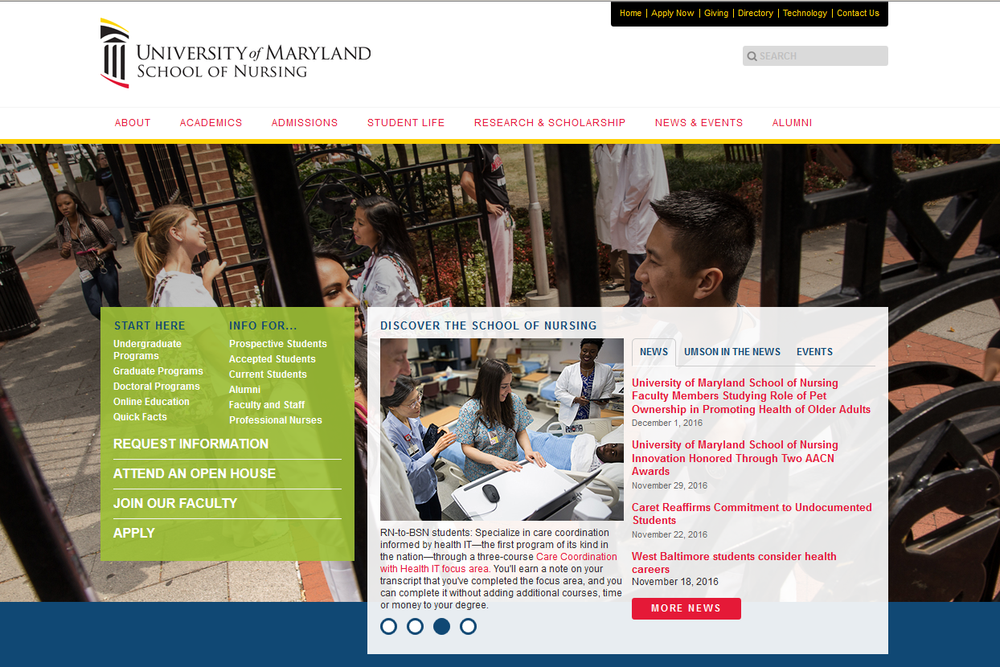 Home | Apply Now | Giving | Directory | Technology | Contact Us
UNIVERSITY of MARYLAND
SCHOOL OF NURSING
SEARCH
ABOUT ACADEMICS ADMISSIONS STUDENT LIFE RESEARCH & SCHOLARSHIP NEWS & EVENTS ALUMNI
START HERE
Undergraduate
Programs
Graduate Programs
Doctoral Programs
Online Education
Quick Facts
INFO FOR...
Prospective Students
Accepted Students
Current Students
Alumni
Faculty and Staff
Professional Nurses
REQUEST INFORMATION
ATTEND AN OPEN HOUSE
JOIN OUR FACULTY
APPLY
DISCOVER THE SCHOOL OF NURSING
RN-to-BSN students: Specialize in care coordination
informed by health IT—the first program of its kind in
the nation—through a three-course Care Coordination
with Health IT focus area. You'll earn a note on your
transcript that you've completed the focus area, and you
can complete it without adding additional courses, time
or money to your degree.
NEWS UMSON IN THE NEWS EVENTS
University of Maryland School of Nursing
Faculty Members Studying Role of Pet
Ownership in Promoting Health of Older Adults
December 1, 2016
University of Maryland School of Nursing
Innovation Honored Through Two AACN
Awards
November 29, 2016
Caret Reaffirms Commitment to Undocumented
Students
November 22, 2016
West Baltimore students consider health
careers
November 18, 2016
MORE NEWS